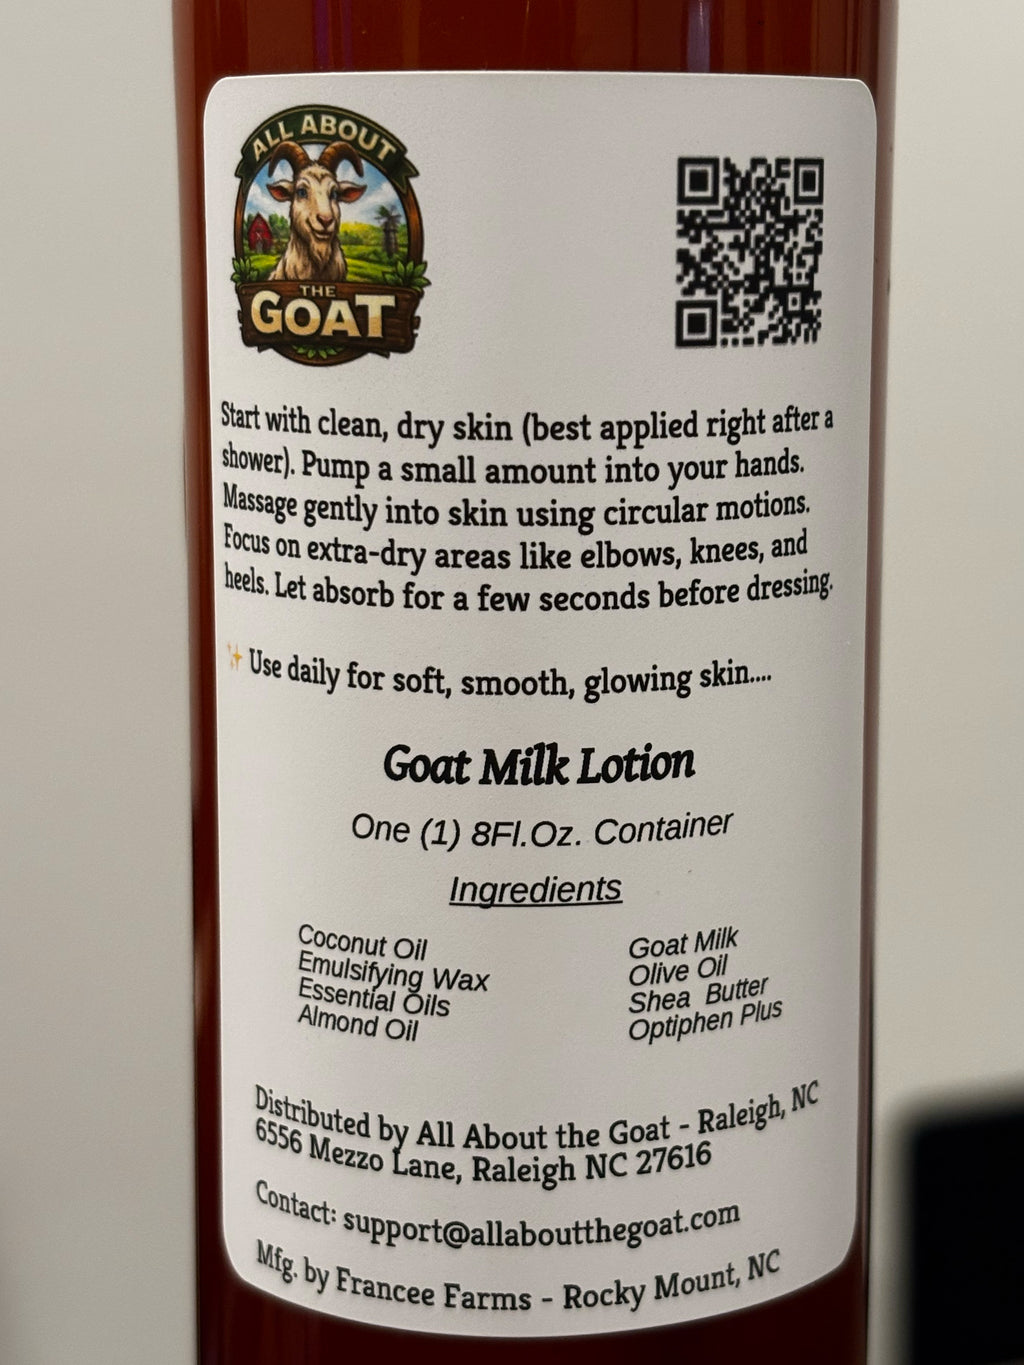 ALL ABOUT
THE
GOAT
Start with clean, dry skin (best applied right after a
shower). Pump a small amount into your hands.
Massage gently into skin using circular motions.
Focus on extra-dry areas like elbows, knees, and
heels. Let absorb for a few seconds before dressing.
✨ Use daily for soft, smooth, glowing skin....
Goat Milk Lotion
One (1) 8Fl.Oz. Container
Ingredients
Coconut Oil
Emulsifying Wax
Essential Oils
Almond Oil
Goat Milk
Olive Oil
Shea Butter
Optiphen Plus
Distributed by All About the Goat - Raleigh, NC
6556 Mezzo Lane, Raleigh NC 27616
Contact: support@allaboutthegoat.com
Mfg. by Francee Farms - Rocky Mount, NC